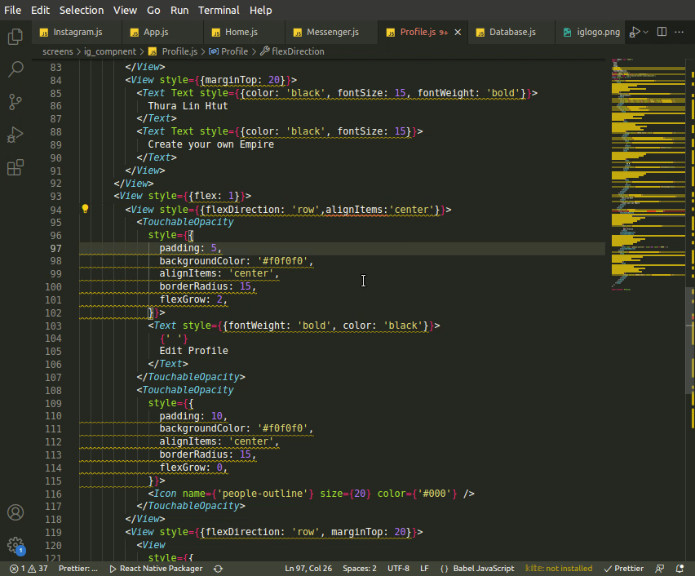 File Edit Selection View Go Run Terminal Help
Instagram.js App.js Home.js Messenger.js Profile.js 9+ Database.js iglogo.png
screens > ig_compnent > Profile.js > Profile > flexDirection
83 </View>
84 <View style={{marginTop: 20}}>
85 <Text Text style={{color: 'black', fontSize: 15, fontWeight: 'bold'}}>
86 Thura Lin Htut
87 </Text>
88 <Text Text style={{color: 'black', fontSize: 15}}>
89 Create your own Empire
90 </Text>
91 </View>
92 </View>
93 <View style={{flex: 1}}>
94 <View style={{flexDirection: 'row',alignItems:'center'}}>
95 <TouchableOpacity
96 style={{
97 padding: 5,
98 backgroundColor: '#f0f0f0',
99 alignItems: 'center',
100 borderRadius: 15,
101 flexGrow: 2,
102 }}>
103 <Text style={{fontWeight: 'bold', color: 'black'}}>
104 {' '}
105 Edit Profile
106 </Text>
107 </TouchableOpacity>
108 <TouchableOpacity
109 style={{
110 padding: 10,
111 backgroundColor: '#f0f0f0',
112 alignItems: 'center',
113 borderRadius: 15,
114 flexGrow: 0,
115 }}>
116 <Icon name={'people-outline'} size={20} color={'#000'} />
117 </TouchableOpacity>
118 </View>
119 <View style={{flexDirection: 'row', marginTop: 20}}>
120 <View
121 style={{
1 37 Prettier: ... React Native Packager Ln 97, Col 26 Spaces: 2 UTF-8 LF {} Babel JavaScript not installed Prettier